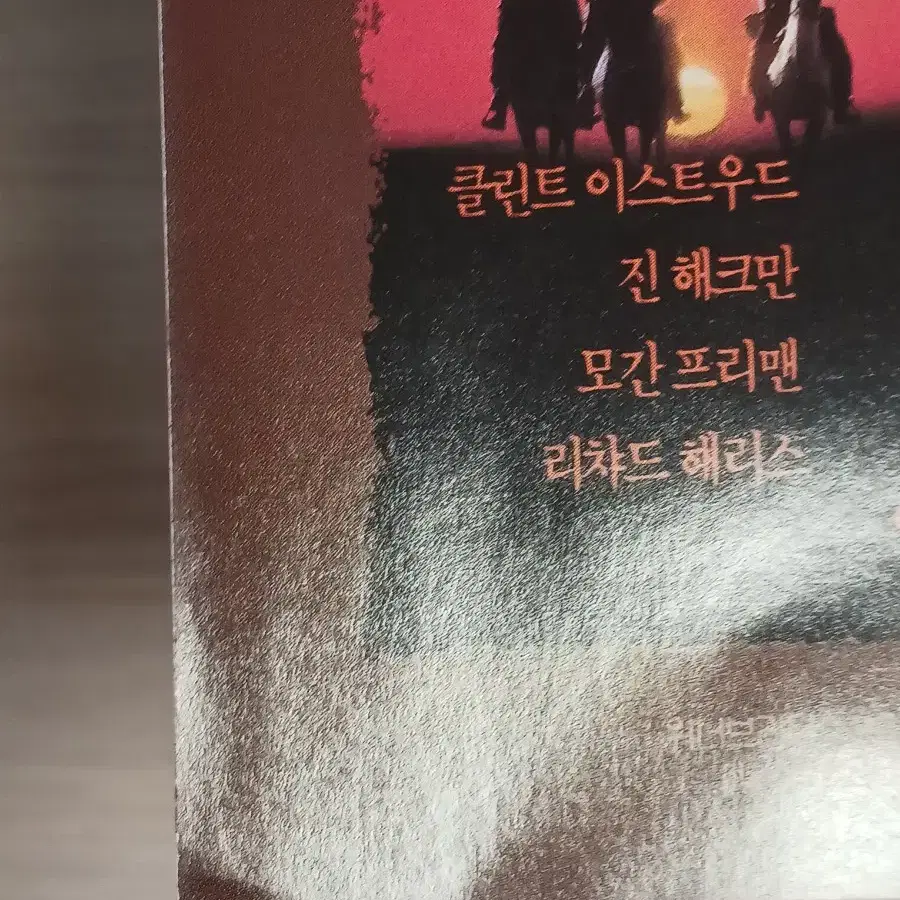 클린트 이스트우드
진 해크만
모간 프리맨
리챠드 해리스